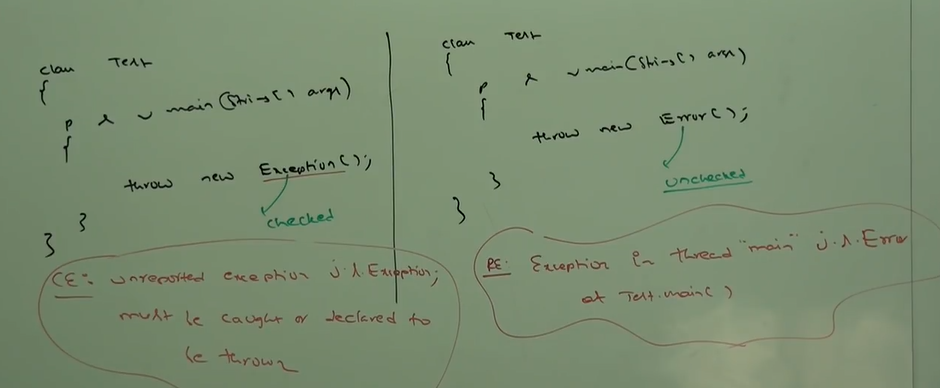 class Test
{
p s v main(String[] args)
{
throw new Exception();
checked
}
}
CE: unreported exception j.l.Exception;
must be caught or declared to
be thrown
class Test
{
p s v main(String[] args)
{
throw new Error();
unchecked
}
}
RE: Exception in thread "main" j.l.Error
at Test.main()